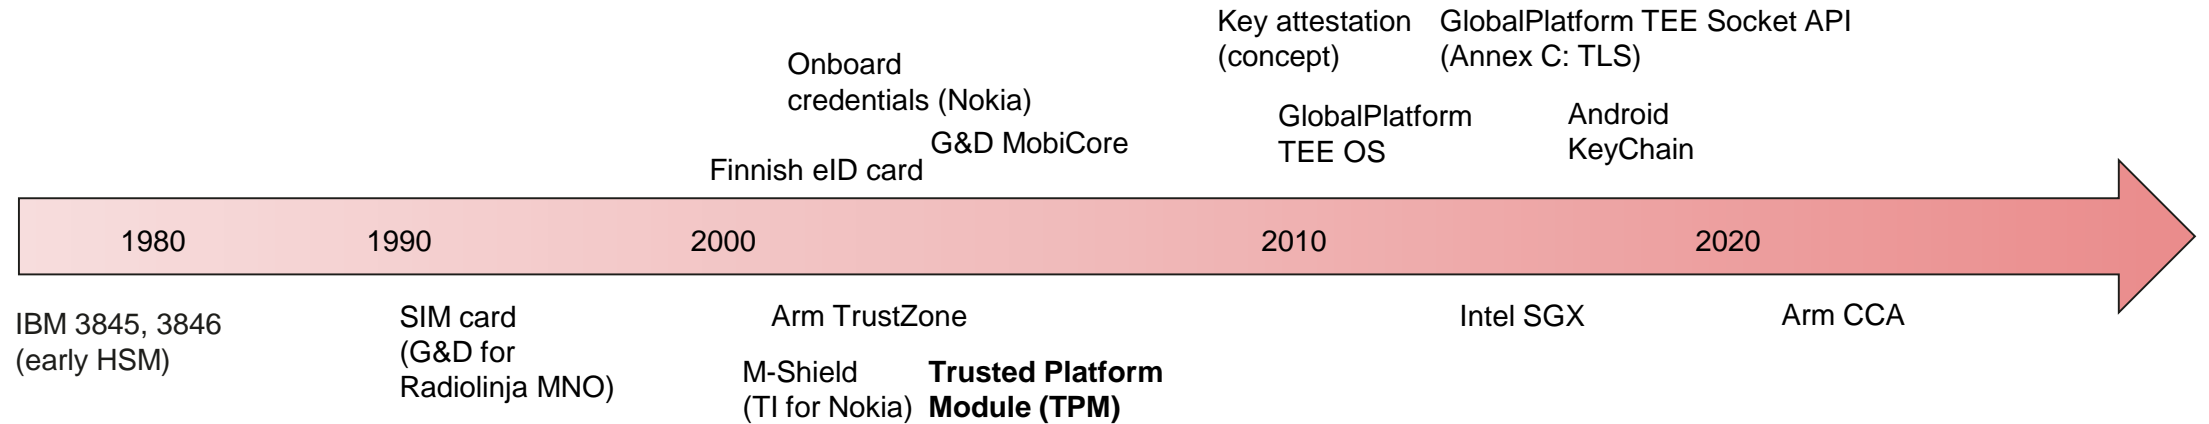 Key attestation
(concept)
GlobalPlatform TEE Socket API
(Annex C: TLS)
Onboard
credentials (Nokia)
GlobalPlatform
TEE OS
Android
KeyChain
G&D MobiCore
Finnish eID card
1980
1990
2000
2010
2020
IBM 3845, 3846
(early HSM)
SIM card
(G&D for
Radiolinja MNO)
Arm TrustZone
M-Shield
(TI for Nokia)
Trusted Platform
Module (TPM)
Intel SGX
Arm CCA